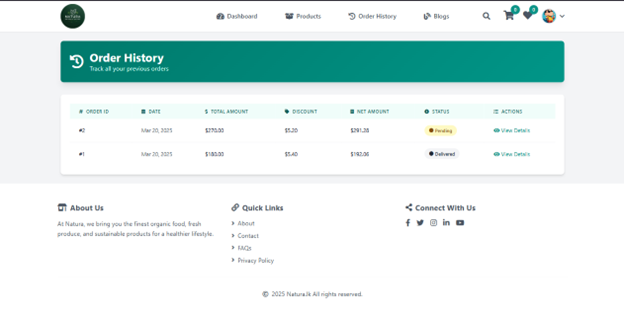 Dashboard Products Order History Blogs 0 0
Order History
Track all your previous orders
# ORDER ID DATE $ TOTAL AMOUNT DISCOUNT NET AMOUNT STATUS ACTIONS
#2 Mar 20, 2025 $270.00 $5.20 $291.28 Pending View Details
#1 Mar 20, 2025 $180.00 $5.40 $192.06 Delivered View Details
About Us
At Natura, we bring you the finest organic food, fresh
produce, and sustainable products for a healthier lifestyle.
Quick Links
About
Contact
FAQs
Privacy Policy
Connect With Us
© 2025 Natura.lk All rights reserved.